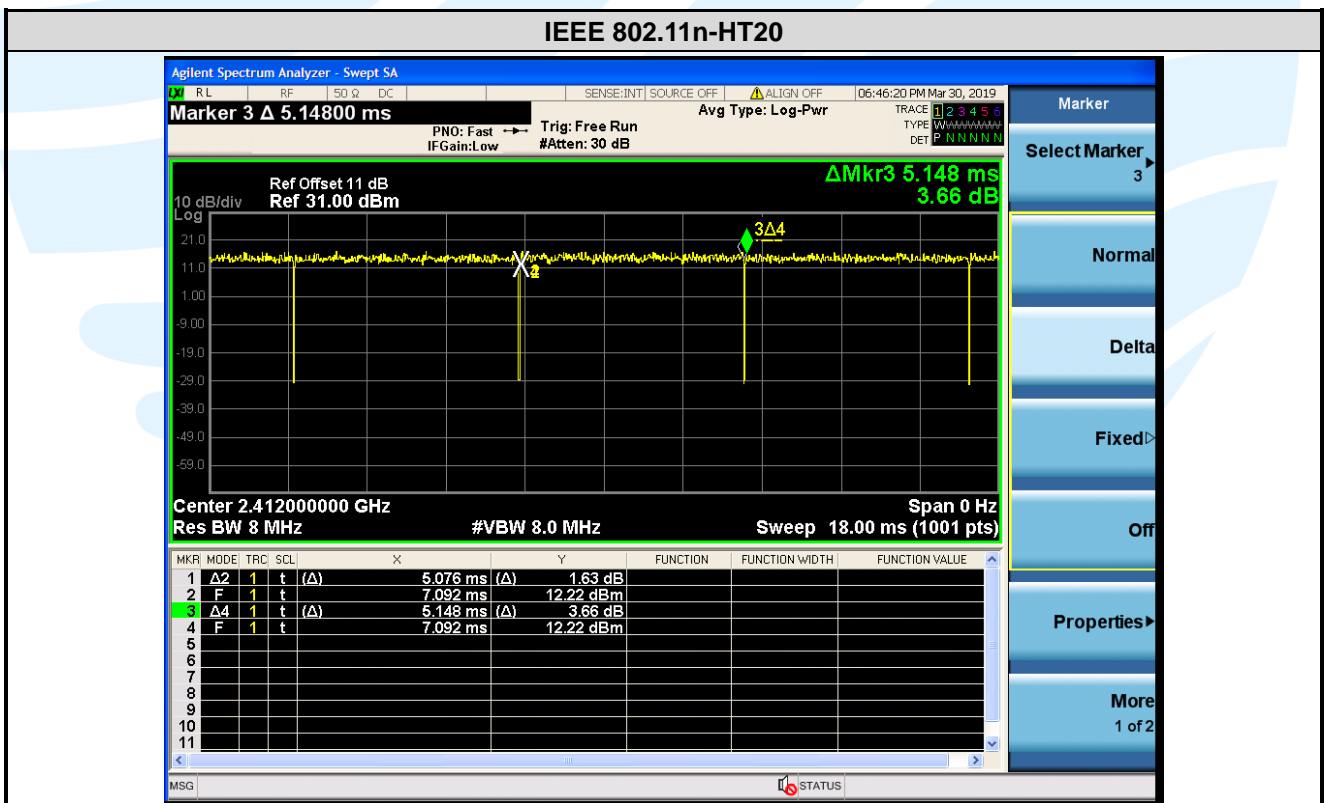 IEEE 802.11n-HT20
Agilent Spectrum Analyzer - Swept SA
LXI RL RF 50 Ω DC SENSE:INT SOURCE OFF ALIGN OFF 06:46:20 PM Mar 30, 2019
Marker 3 Δ 5.14800 ms
PNO: Fast
IFGain:Low
Trig: Free Run
#Atten: 30 dB
Avg Type: Log-Pwr
TRACE 1 2 3 4 5 6
TYPE WWWWWW
DET P N N N N N
ΔMkr3 5.148 ms
3.66 dB
Ref Offset 11 dB
10 dB/div Ref 31.00 dBm
Log
21.0
11.0
1.00
-9.00
-19.0
-29.0
-39.0
-49.0
-59.0
3Δ4
Center 2.412000000 GHz Span 0 Hz
Res BW 8 MHz #VBW 8.0 MHz Sweep 18.00 ms (1001 pts)
MKR MODE TRC SCL X Y FUNCTION FUNCTION WIDTH FUNCTION VALUE
1 Δ2 1 t (Δ) 5.076 ms (Δ) 1.63 dB
2 F 1 t 7.092 ms 12.22 dBm
3 Δ4 1 t (Δ) 5.148 ms (Δ) 3.66 dB
4 F 1 t 7.092 ms 12.22 dBm
5
6
7
8
9
10
11
MSG STATUS
Marker
Select Marker
3
Normal
Delta
Fixed
Off
Properties
More
1 of 2